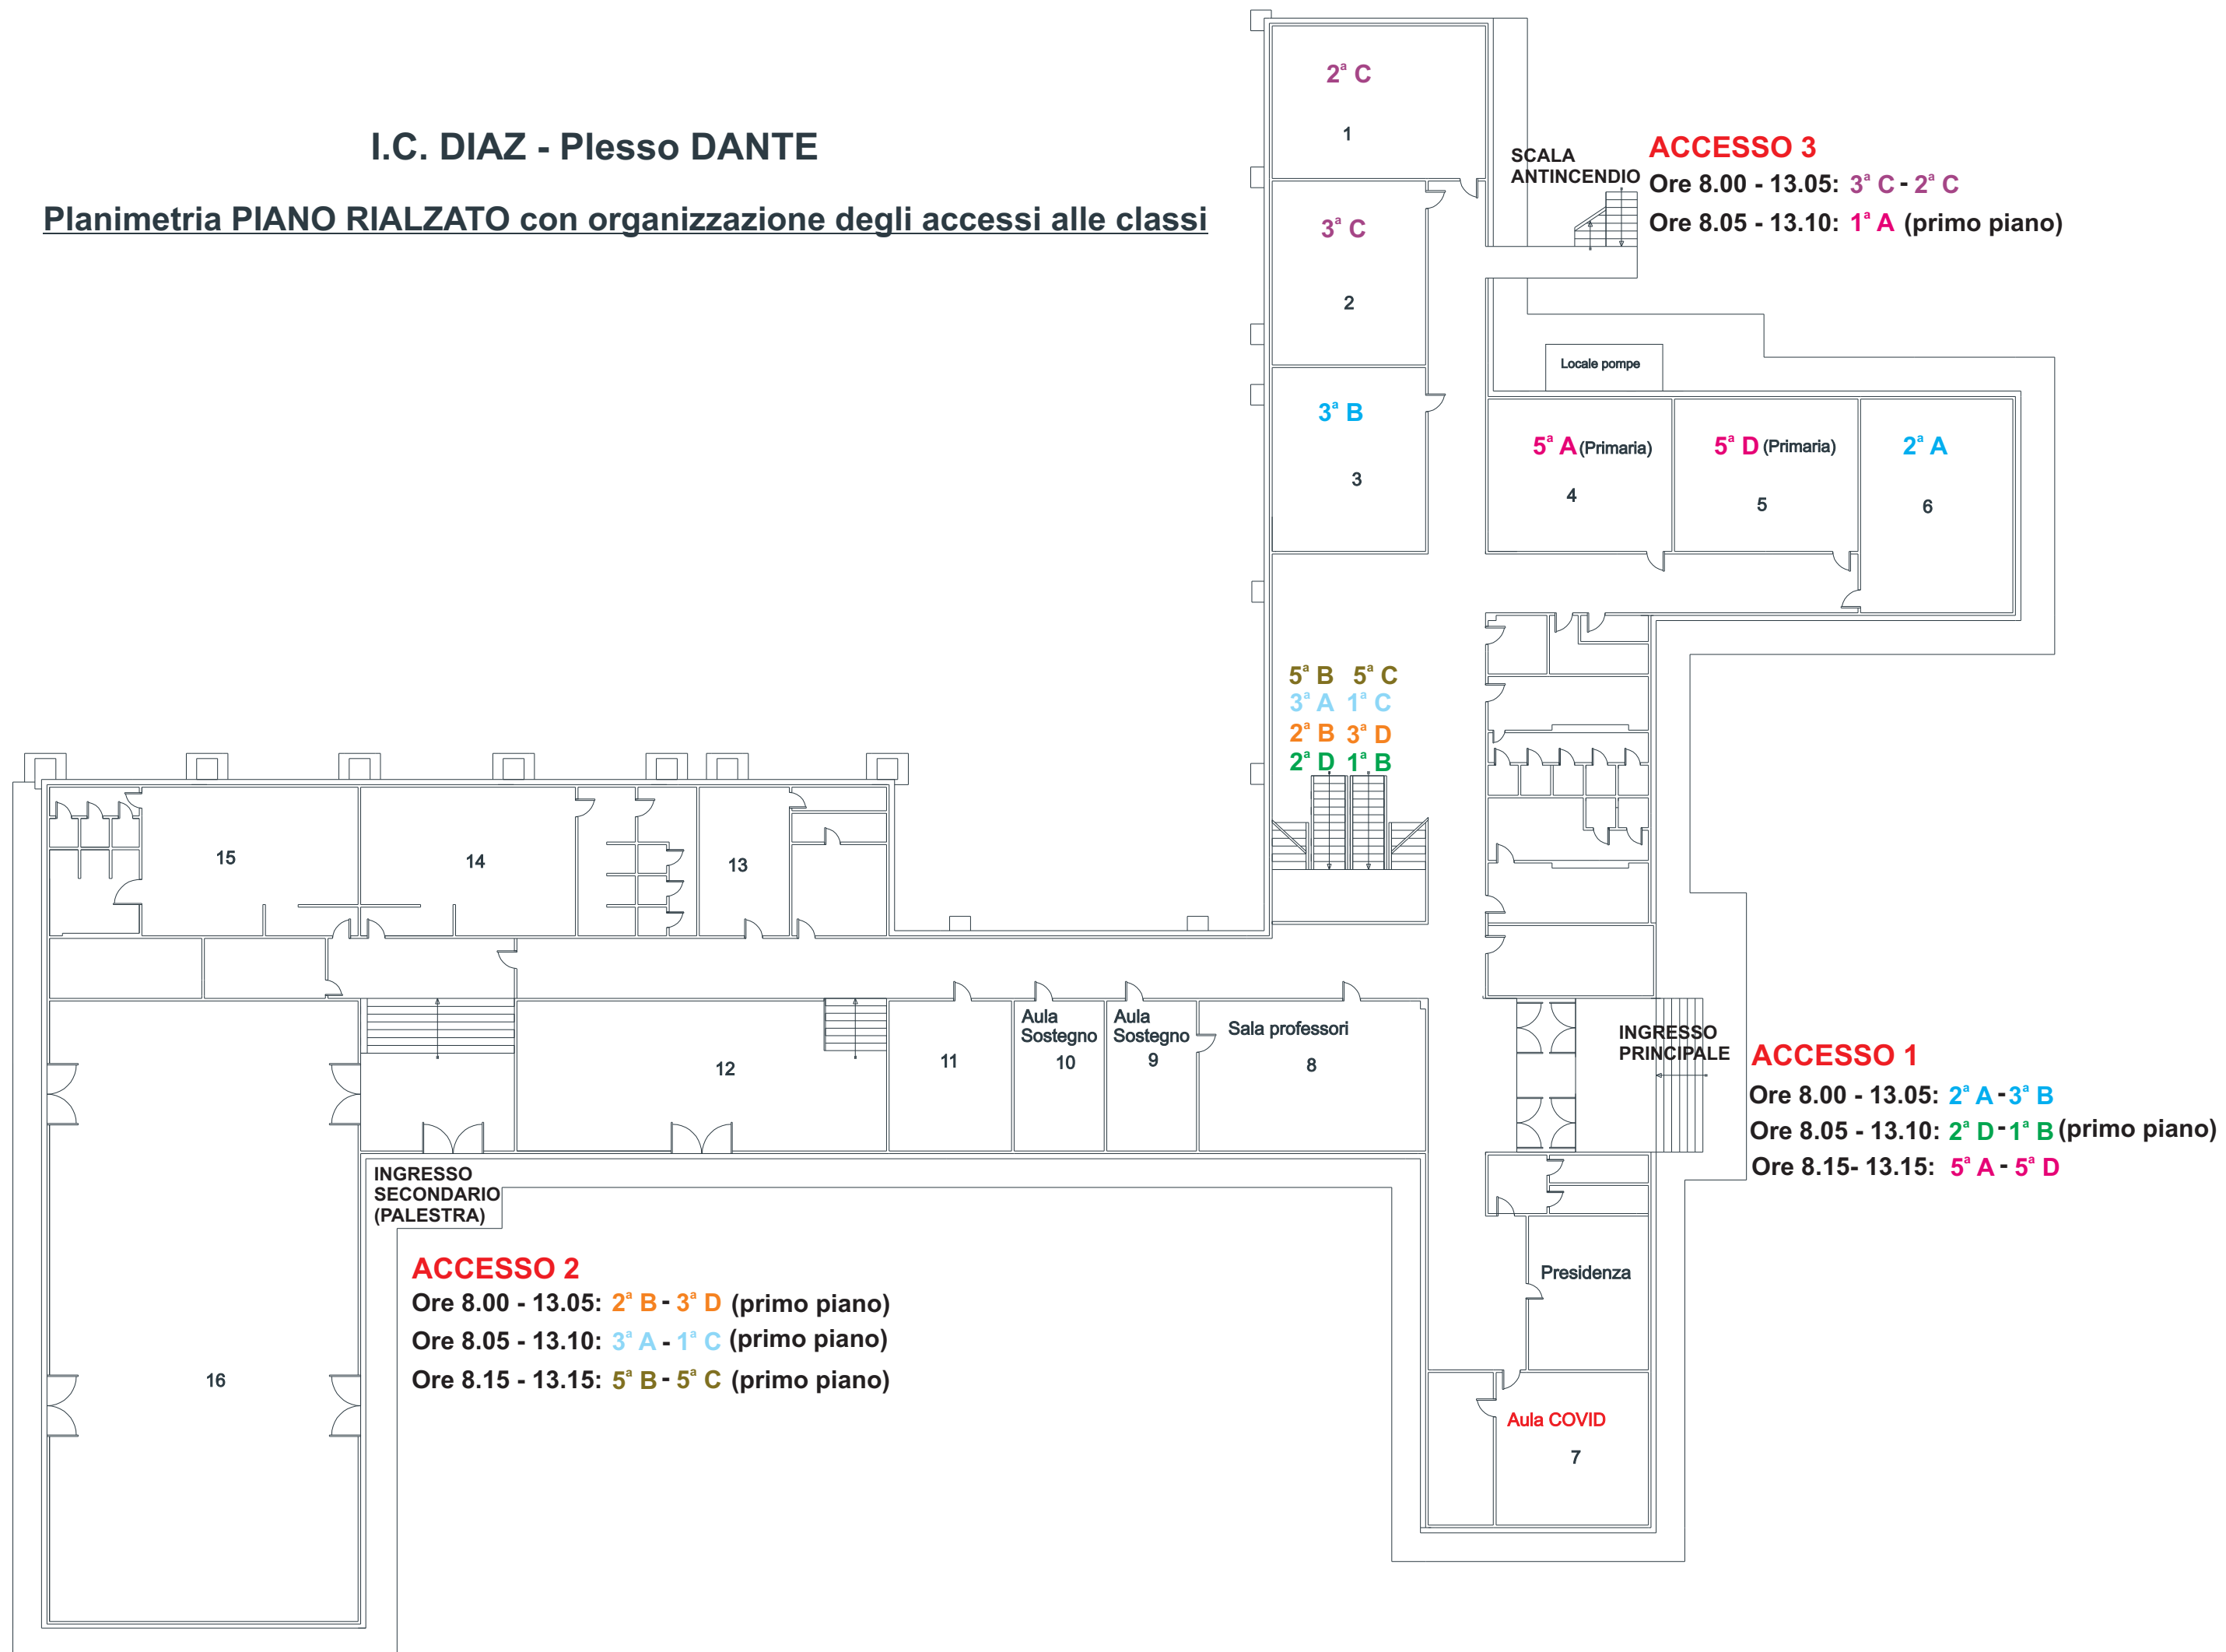 I.C. DIAZ - Plesso DANTE
Planimetria PIANO RIALZATO con organizzazione degli accessi alle classi
2ª C
1
SCALA
ANTINCENDIO
ACCESSO 3
Ore 8.00 - 13.05: 3ª C - 2ª C
Ore 8.05 - 13.10: 1ª A (primo piano)
3ª C
2
Locale pompe
3ª B
3
5ª A (Primaria)
4
5ª D (Primaria)
5
2ª A
6
5ª B 5ª C
3ª A 1ª C
2ª B 3ª D
2ª D 1ª B
15
14
13
12
11
Aula
Sostegno
10
Aula
Sostegno
9
Sala professori
8
INGRESSO
PRINCIPALE
ACCESSO 1
Ore 8.00 - 13.05: 2ª A - 3ª B
Ore 8.05 - 13.10: 2ª D - 1ª B (primo piano)
Ore 8.15- 13.15: 5ª A - 5ª D
INGRESSO
SECONDARIO
(PALESTRA)
ACCESSO 2
Ore 8.00 - 13.05: 2ª B - 3ª D (primo piano)
Ore 8.05 - 13.10: 3ª A - 1ª C (primo piano)
Ore 8.15 - 13.15: 5ª B - 5ª C (primo piano)
16
Presidenza
Aula COVID
7